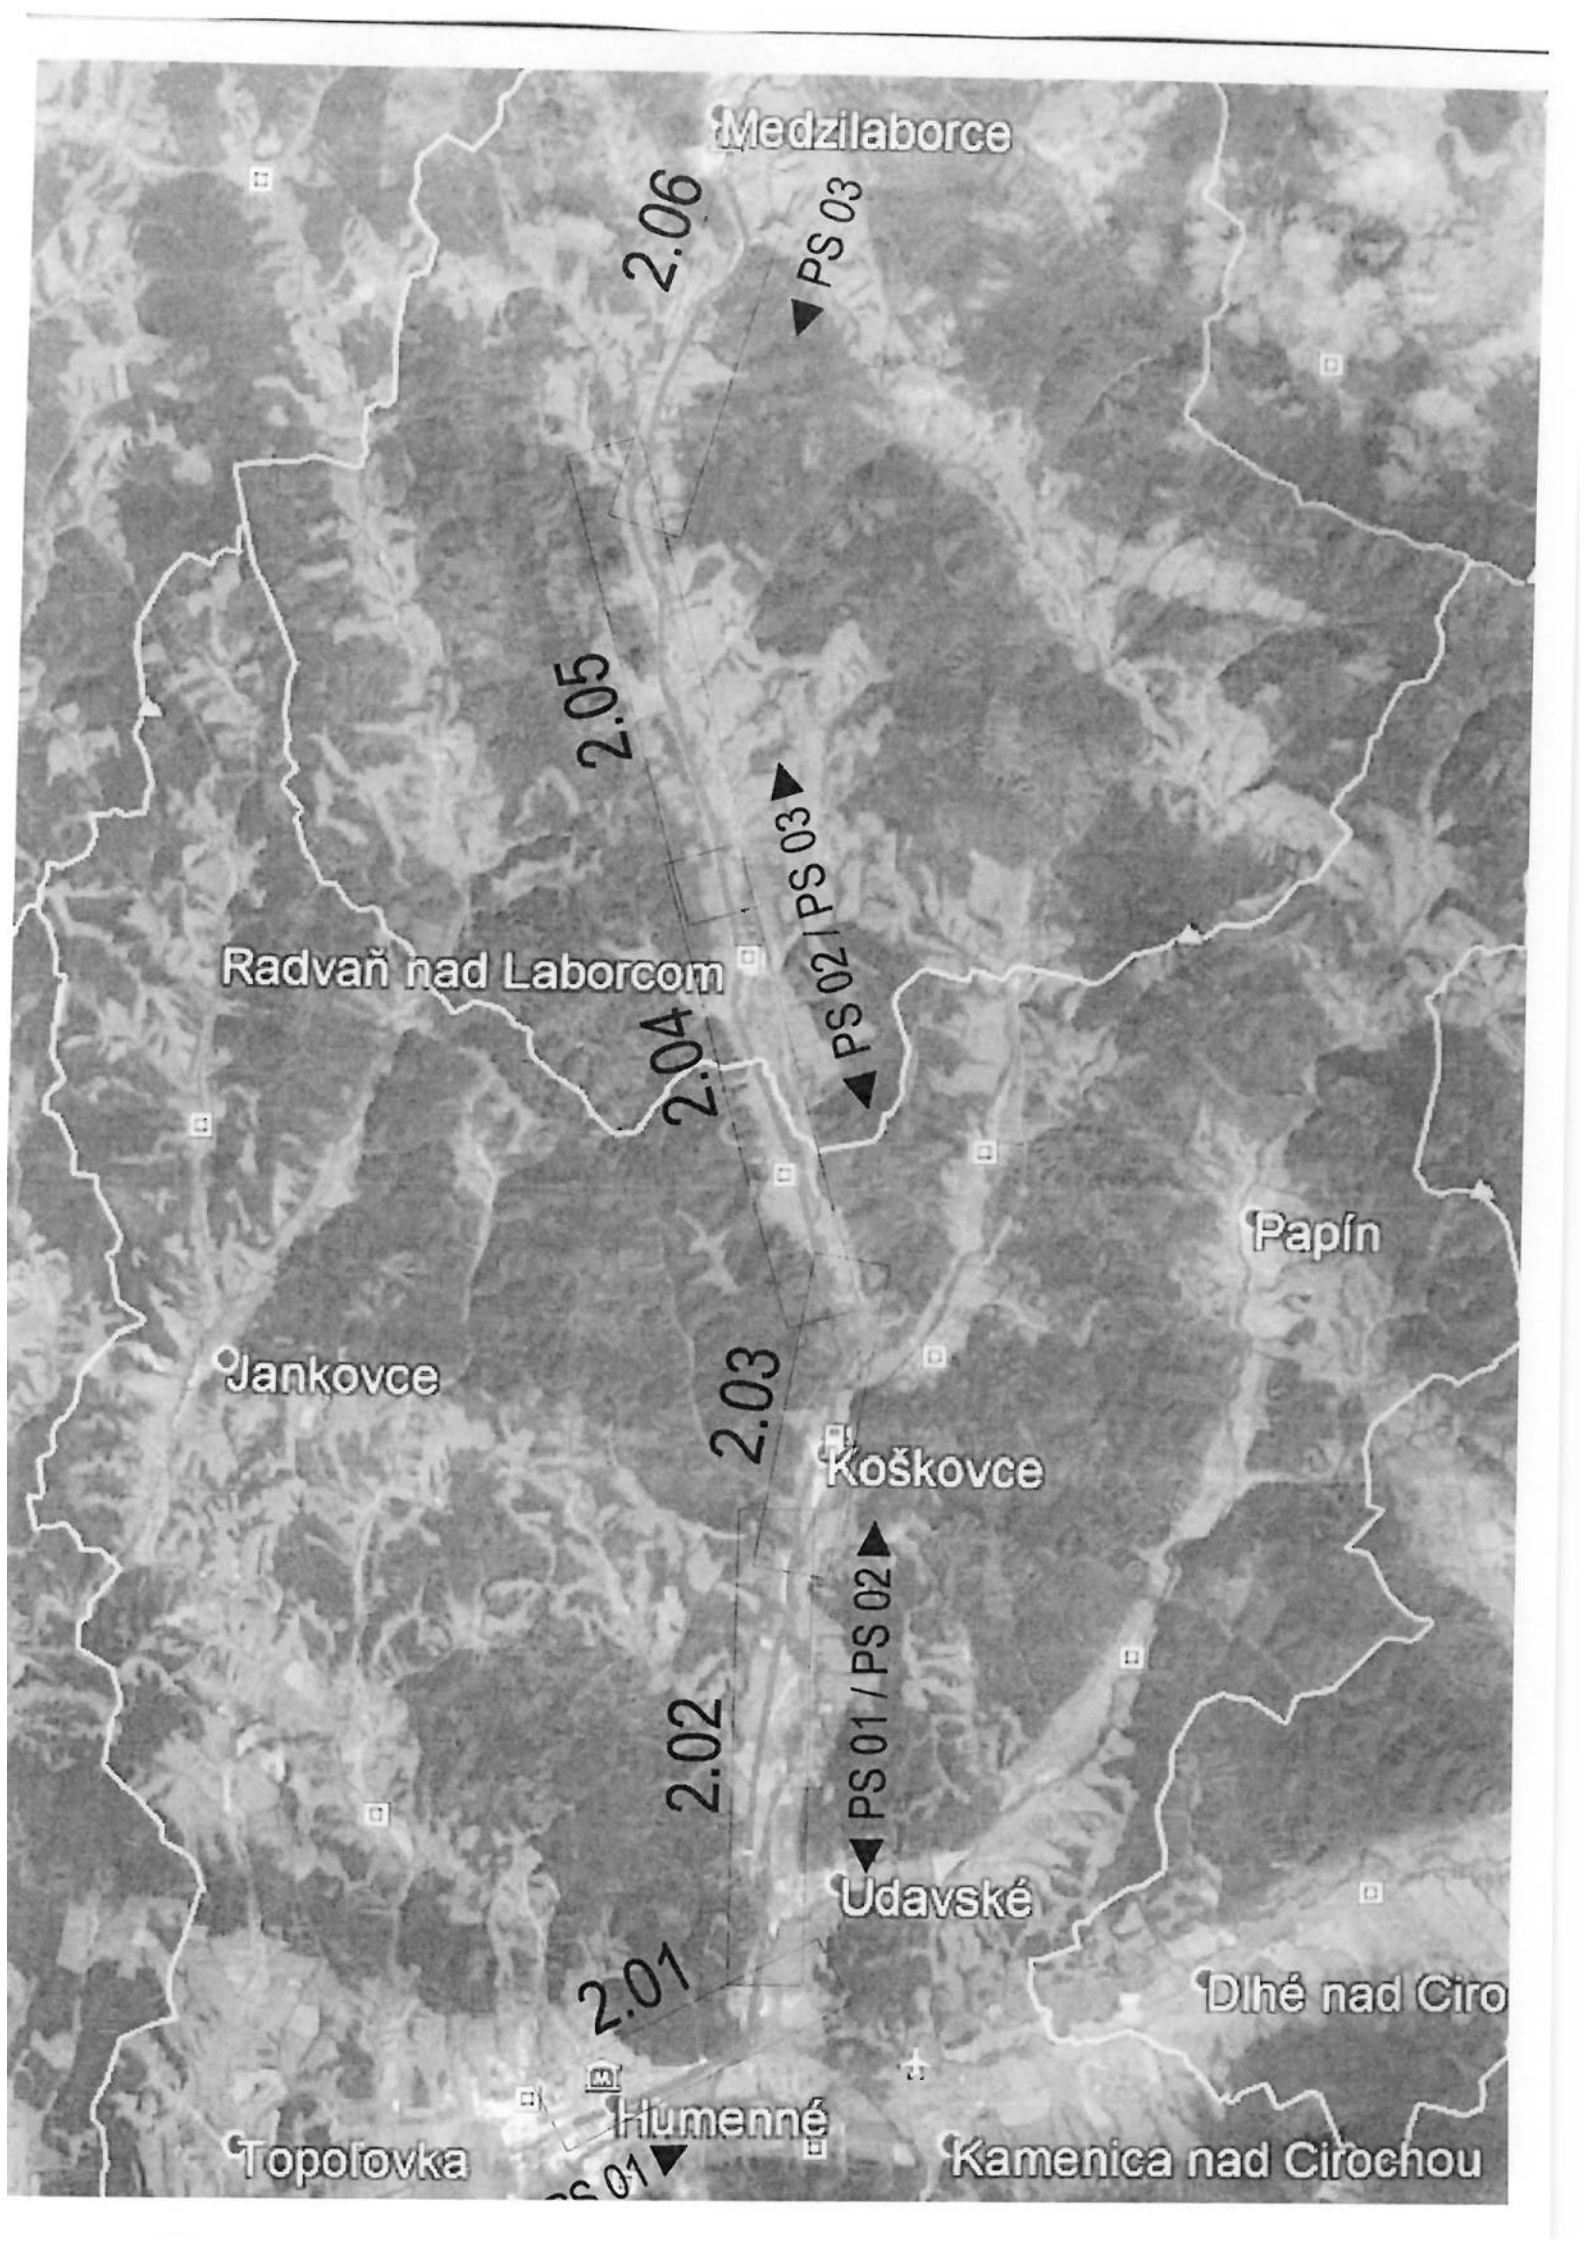 Medzilaborce
2.06
PS 03
2.05
PS 02 / PS 03
Radvaň nad Laborcom
2.04
Papín
Jankovce
2.03
Koškovce
PS 01 / PS 02
2.02
Udavské
2.01
Dlhé nad Ciro
Humenné
Topoľovka
Kamenica nad Cirochou
PS 01